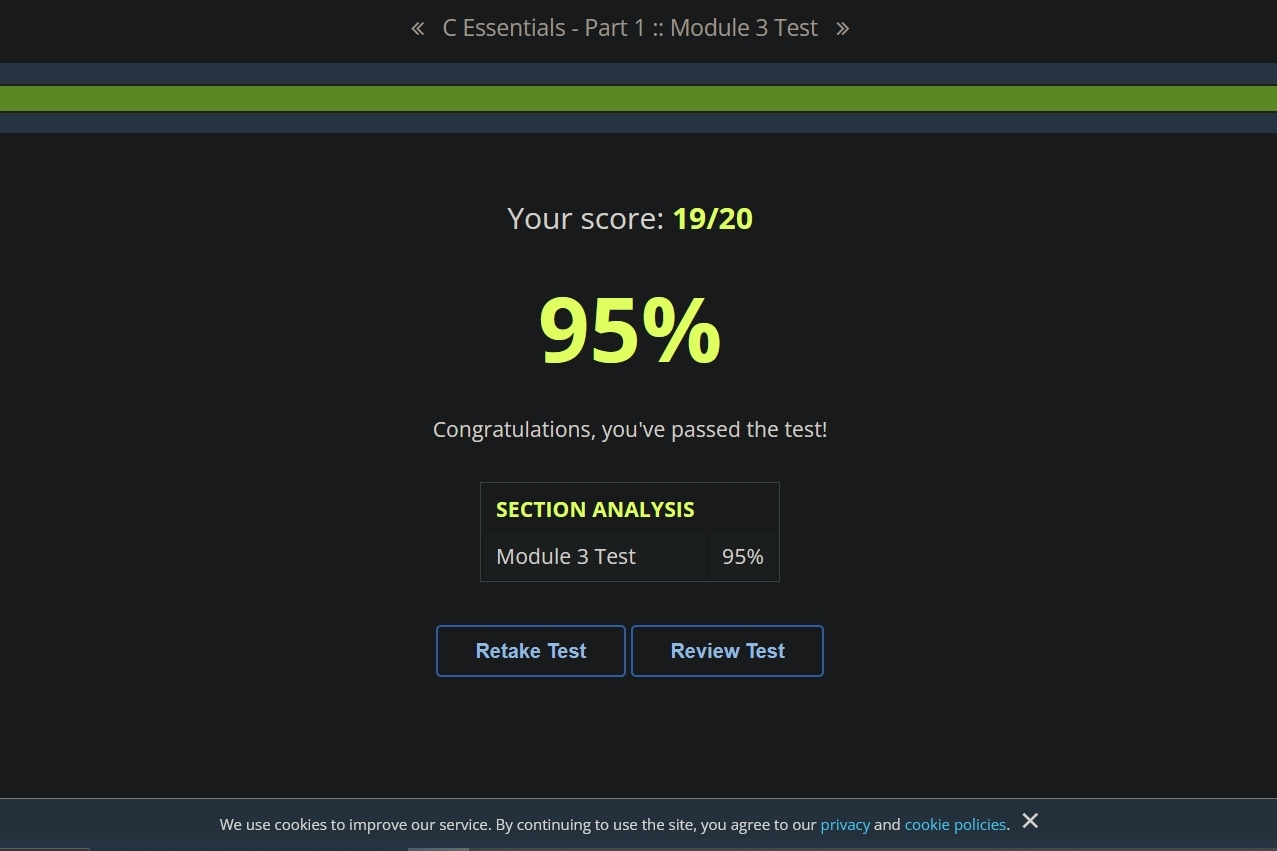 « C Essentials - Part 1 :: Module 3 Test »
Your score: 19/20
95%
Congratulations, you've passed the test!
SECTION ANALYSIS
Module 3 Test 95%
Retake Test Review Test
We use cookies to improve our service. By continuing to use the site, you agree to our privacy and cookie policies. ✕